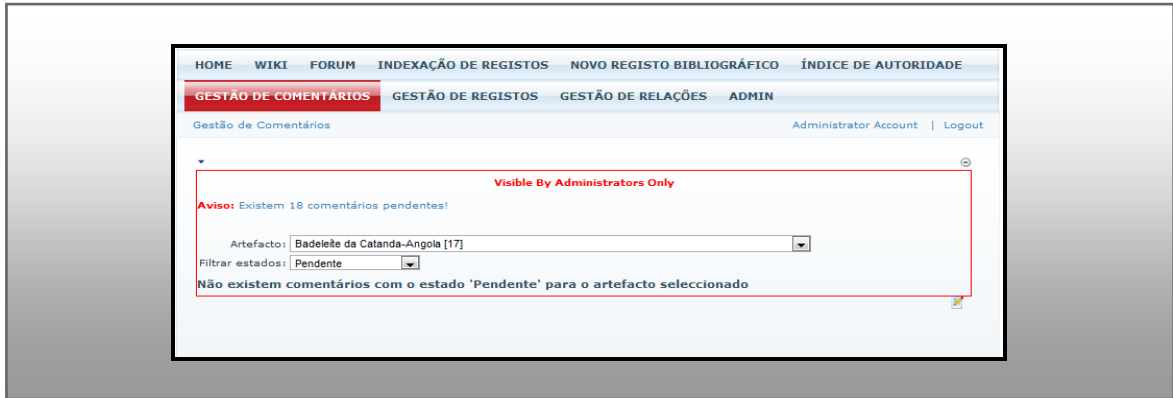 HOME WIKI FORUM INDEXAÇÃO DE REGISTOS NOVO REGISTO BIBLIOGRÁFICO ÍNDICE DE AUTORIDADE
GESTÃO DE COMENTÁRIOS GESTÃO DE REGISTOS GESTÃO DE RELAÇÕES ADMIN
Gestão de Comentários Administrator Account | Logout
Visible By Administrators Only
Aviso: Existem 18 comentários pendentes!
Artefacto: Badeleite da Catanda-Angola [17]
Filtrar estados: Pendente
Não existem comentários com o estado 'Pendente' para o artefacto seleccionado